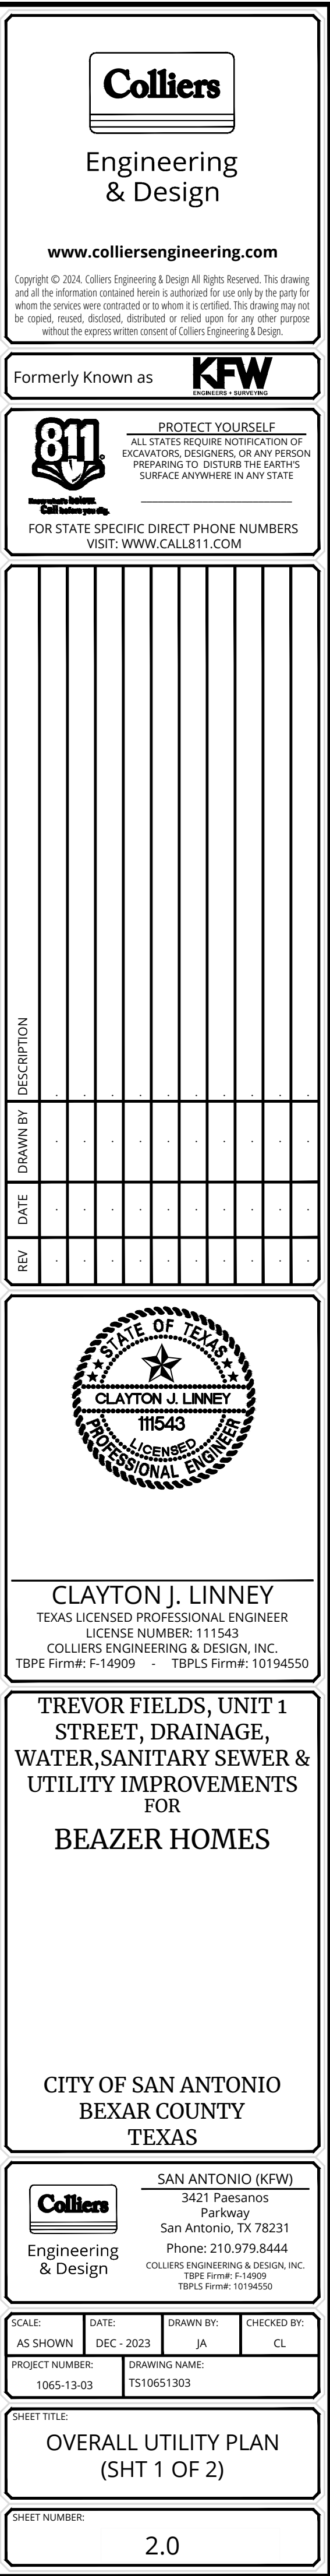 Colliers
Engineering
& Design
www.colliersengineering.com
Copyright © 2024. Colliers Engineering & Design All Rights Reserved. This drawing
and all the information contained herein is authorized for use only by the party for
whom the services were contracted or to whom it is certified. This drawing may not
be copied, reused, disclosed, distributed or relied upon for any other purpose
without the express written consent of Colliers Engineering & Design.
Formerly Known as
KFW
ENGINEERS + SURVEYING
811
Know what's below.
Call before you dig.
PROTECT YOURSELF
ALL STATES REQUIRE NOTIFICATION OF
EXCAVATORS, DESIGNERS, OR ANY PERSON
PREPARING TO DISTURB THE EARTH'S
SURFACE ANYWHERE IN ANY STATE
FOR STATE SPECIFIC DIRECT PHONE NUMBERS
VISIT: WWW.CALL811.COM
DESCRIPTION
DRAWN BY
DATE
REV
STATE OF TEXAS
CLAYTON J. LINNEY
111543
LICENSED
PROFESSIONAL ENGINEER
CLAYTON J. LINNEY
TEXAS LICENSED PROFESSIONAL ENGINEER
LICENSE NUMBER: 111543
COLLIERS ENGINEERING & DESIGN, INC.
TBPE Firm#: F-14909 - TBPLS Firm#: 10194550
TREVOR FIELDS, UNIT 1
STREET, DRAINAGE,
WATER,SANITARY SEWER &
UTILITY IMPROVEMENTS
FOR
BEAZER HOMES
CITY OF SAN ANTONIO
BEXAR COUNTY
TEXAS
Colliers
Engineering
& Design
SAN ANTONIO (KFW)
3421 Paesanos
Parkway
San Antonio, TX 78231
Phone: 210.979.8444
COLLIERS ENGINEERING & DESIGN, INC.
TBPE Firm#: F-14909
TBPLS Firm#: 10194550
SCALE: DATE: DRAWN BY: CHECKED BY:
AS SHOWN DEC - 2023 JA CL
PROJECT NUMBER: DRAWING NAME:
1065-13-03 TS10651303
SHEET TITLE:
OVERALL UTILITY PLAN
(SHT 1 OF 2)
SHEET NUMBER:
2.0